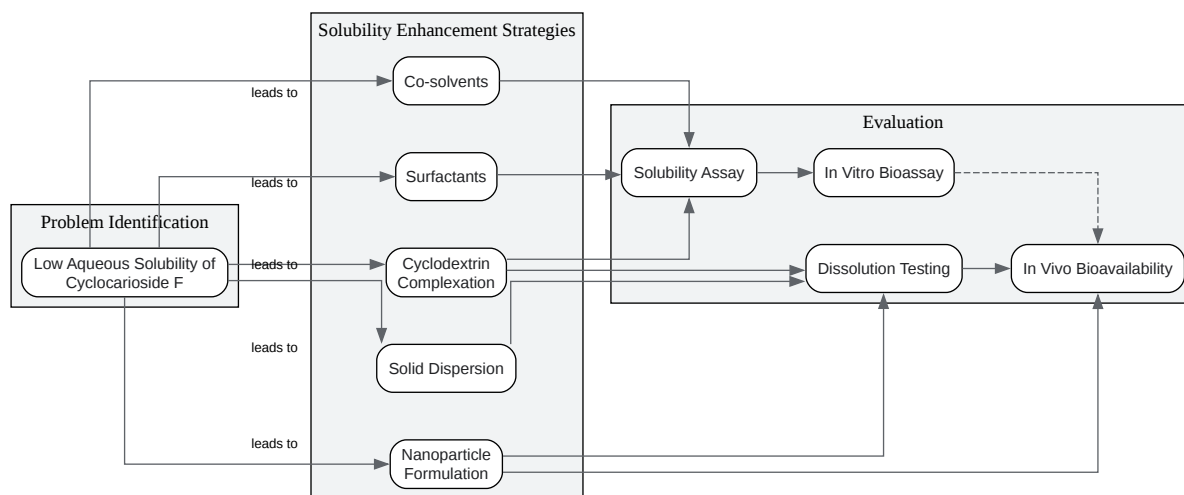 Solubility Enhancement Strategies
Co-solvents
leads to
Evaluation
Solubility Assay
In Vitro Bioassay
Surfactants
leads to
Problem Identification
Low Aqueous Solubility of
Cyclocarioside F
leads to
Cyclodextrin
Complexation
Dissolution Testing
In Vivo Bioavailability
leads to
Solid Dispersion
leads to
Nanoparticle
Formulation